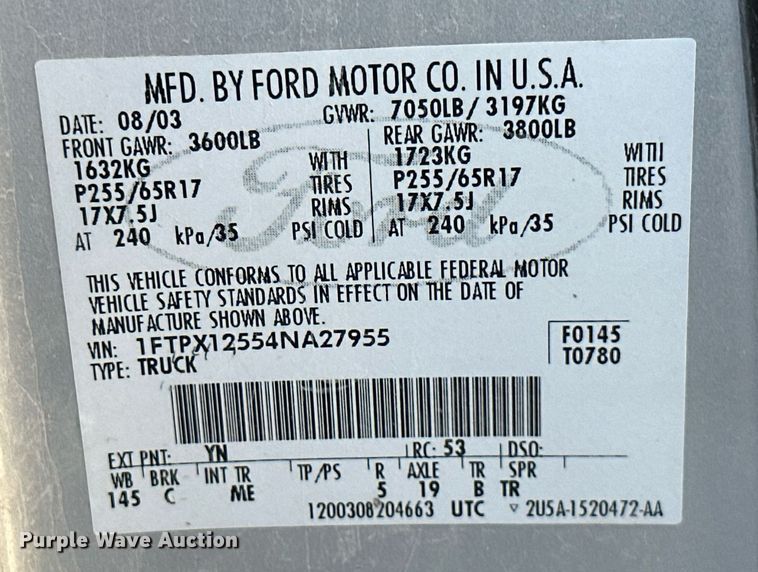 MFD. BY FORD MOTOR CO. IN U.S.A.
DATE: 08/03 GVWR: 7050LB/ 3197KG
FRONT GAWR: 3600LB REAR GAWR: 3800LB
1632KG WITH 1723KG WITH
P255/65R17 TIRES P255/65R17 TIRES
17X7.5J RIMS 17X7.5J RIMS
AT 240 kPa/35 PSI COLD AT 240 kPa/35 PSI COLD
Ford
THIS VEHICLE CONFORMS TO ALL APPLICABLE FEDERAL MOTOR
VEHICLE SAFETY STANDARDS IN EFFECT ON THE DATE OF
MANUFACTURE SHOWN ABOVE.
VIN: 1FTPX12554NA27955 F0145
TYPE: TRUCK T0780
EXT PNT: YN RC: 53 DSO:
WB BRK INT TR TP/PS R AXLE TR SPR
145 C ME 5 19 B TR
1200308204663 UTC ▽ 2U5A-1520472-AA
Purple Wave Auction